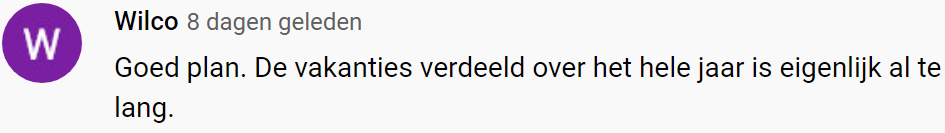 W
Wilco 8 dagen geleden
Goed plan. De vakanties verdeeld over het hele jaar is eigenlijk al te
lang.